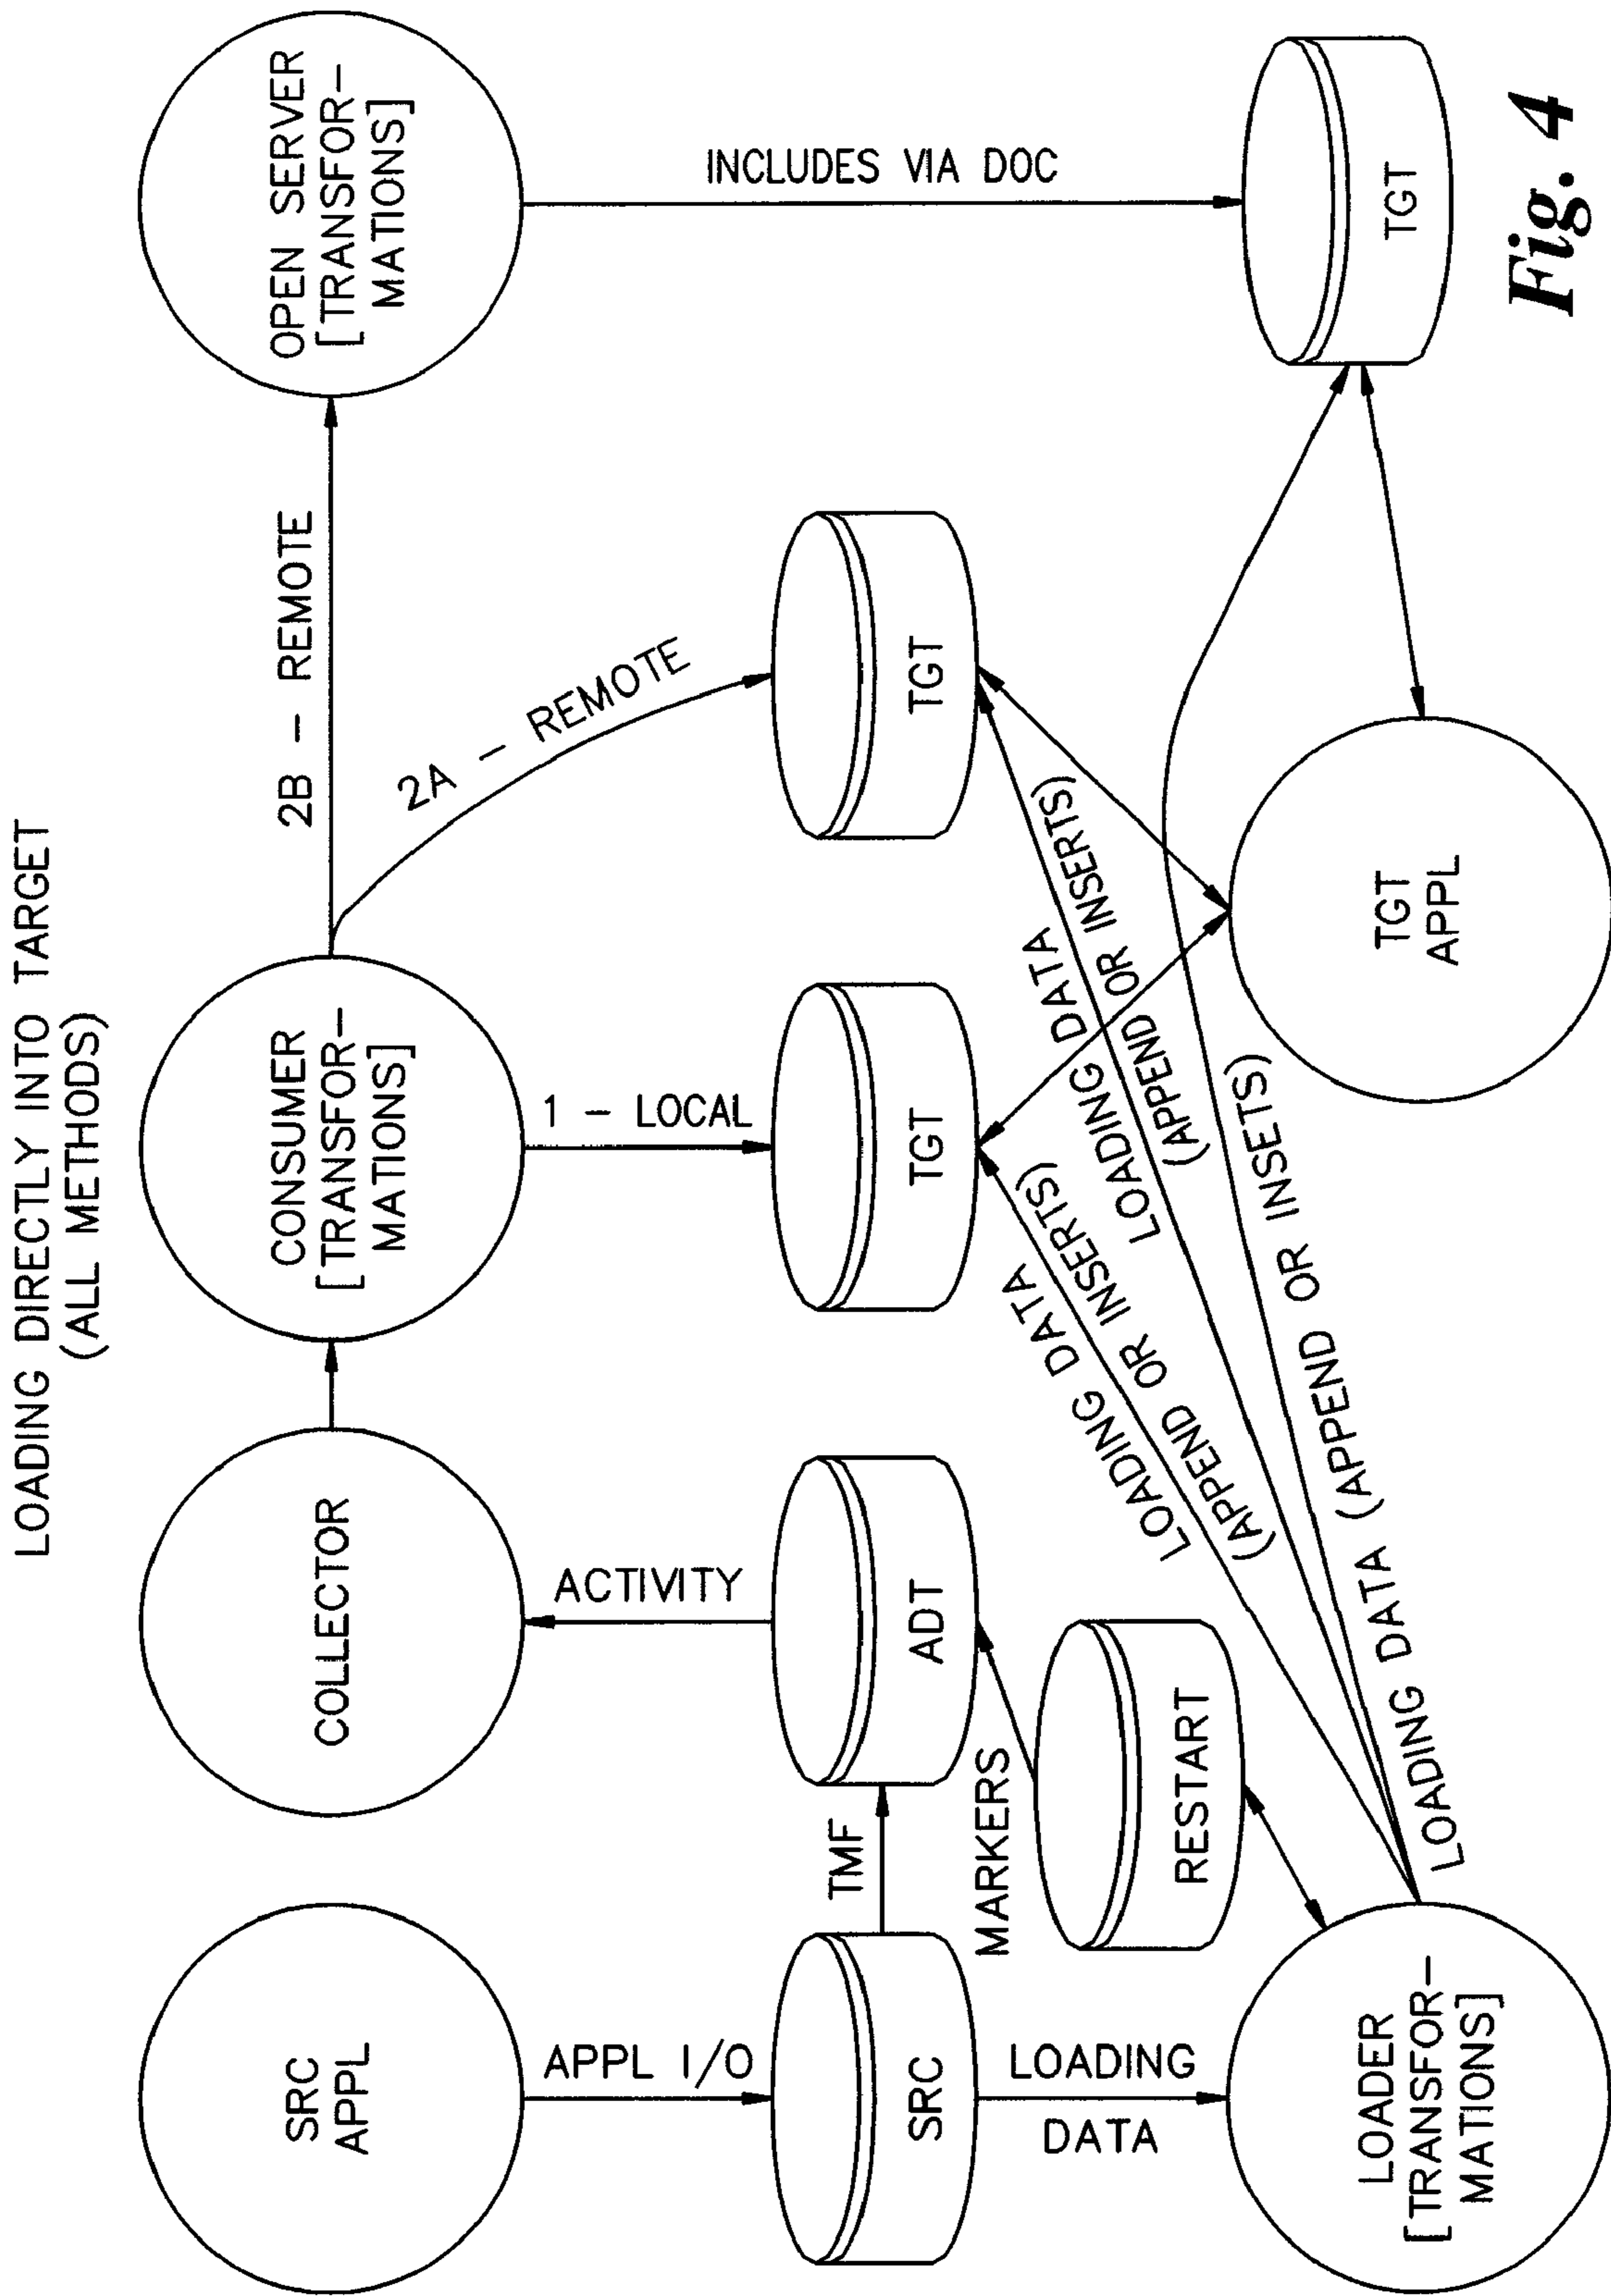 LOADING DIRECTLY INTO TARGET
(ALL METHODS)
SRC
APPL
COLLECTOR
CONSUMER
[TRANSFOR-
MATIONS]
2B - REMOTE
OPEN SERVER
[TRANSFOR-
MATIONS]
APPL I/O
ACTIVITY
1 - LOCAL
2A - REMOTE
INCLUDES VIA DOC
SRC
TMF
ADT
TGT
TGT
LOADING
DATA
MARKERS
RESTART
LOADING DATA
(APPEND OR INSERTS)
LOADING DATA
(APPEND OR INSERTS)
LOADING DATA (APPEND OR INSETS)
LOADER
[TRANSFOR-
MATIONS]
TGT
APPL
TGT
Fig. 4